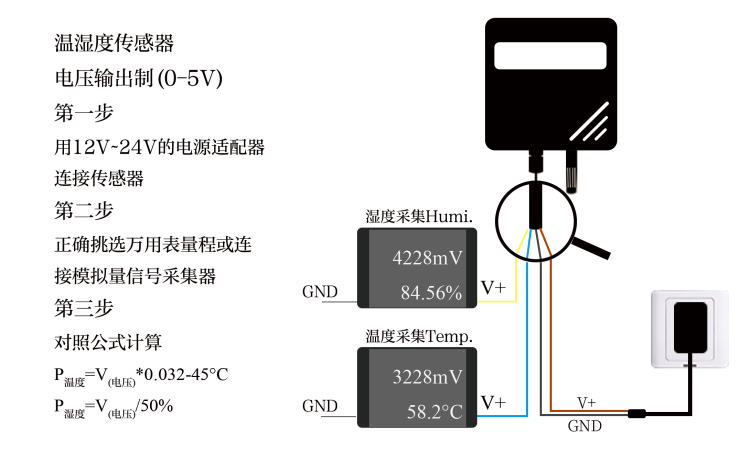 温湿度传感器
电压输出制(0-5V)
第一步
用12V~24V的电源适配器
连接传感器
第二步
正确挑选万用表量程或连
接模拟量信号采集器
第三步
对照公式计算
P温度=V(电压)*0.032-45°C
P温度=V(电压)/50%
湿度采集Humi.
4228mV
84.56%
GND
V+
温度采集Temp.
3228mV
58.2°C
GND
V+
V+
GND